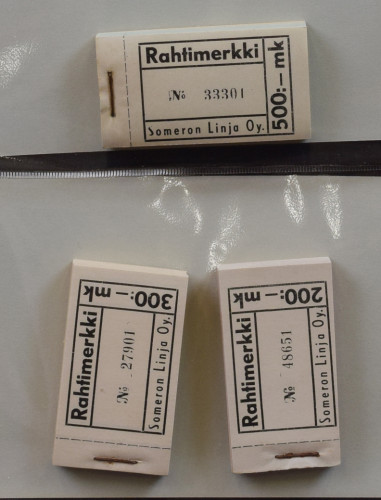 Rahtimerkki
№ 33301
Someron Linja Oy.
500:— mk
Rahtimerkki
№ 27901
Someron Linja Oy.
300:— mk
Rahtimerkki
№ 48651
Someron Linja Oy.
200:— mk